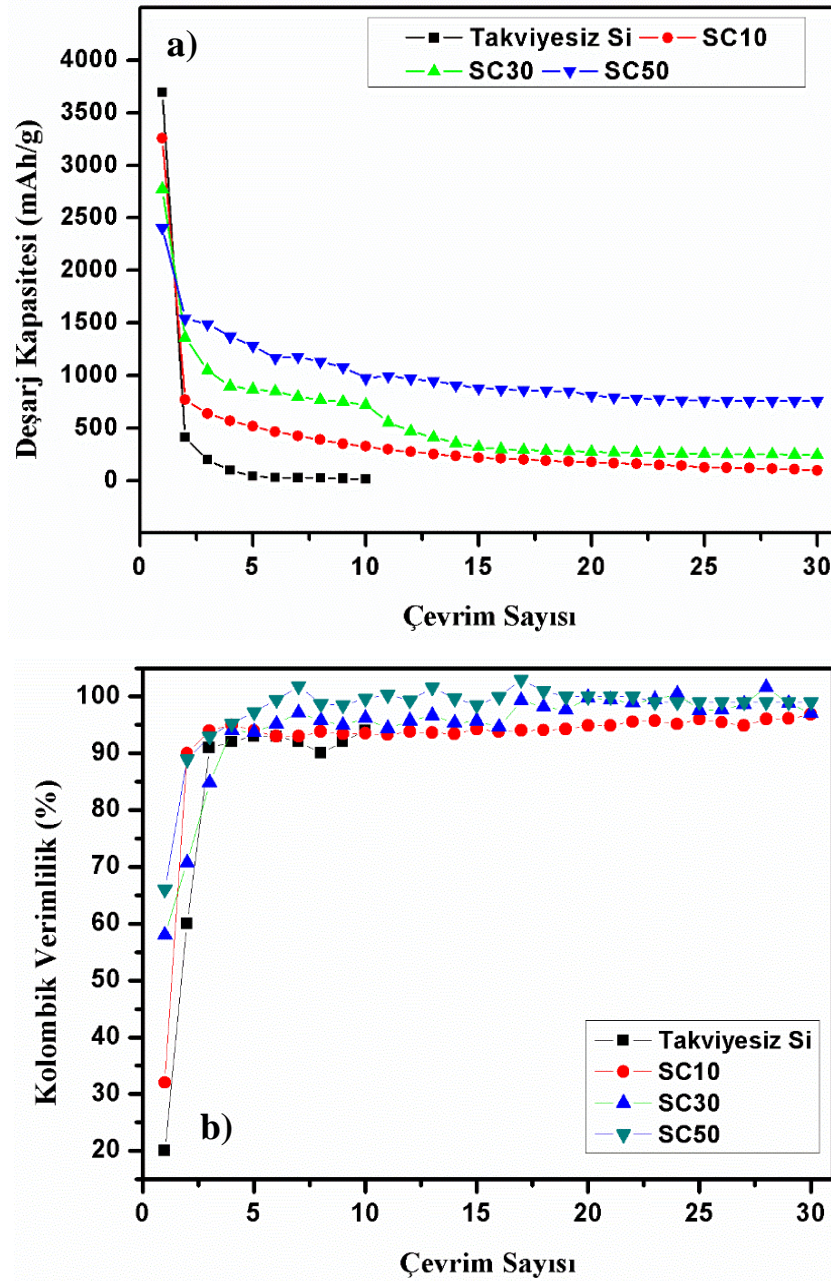 a)
Takviyesiz Si SC10
SC30 SC50
4000
3500
3000
2500
2000
1500
1000
500
0
Deşarj Kapasitesi (mAh/g)
0 5 10 15 20 25 30
Çevrim Sayısı
100
90
80
70
60
50
40
30
20
Kolombik Verimlilik (%)
Takviyesiz Si
SC10
SC30
SC50
b)
0 5 10 15 20 25 30
Çevrim Sayısı